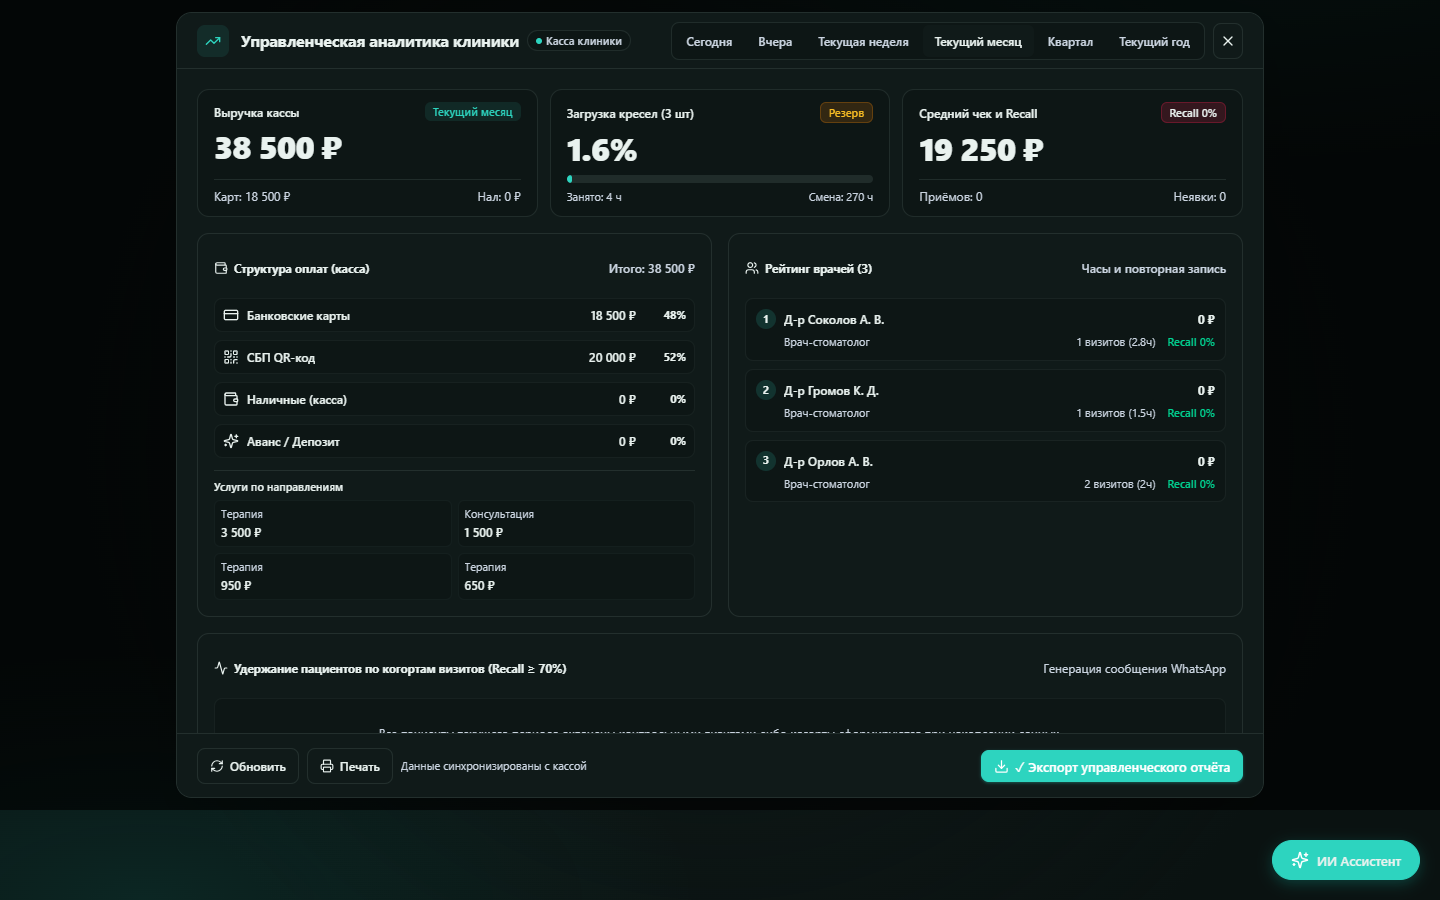 Управленческая аналитика клиники
Касса клиники
Сегодня
Вчера
Текущая неделя
Текущий месяц
Квартал
Текущий год
Выручка кассы
Текущий месяц
38 500 ₽
Карт: 18 500 ₽
Нал: 0 ₽
Загрузка кресел (3 шт)
Резерв
1.6%
Занято: 4 ч
Смена: 270 ч
Средний чек и Recall
Recall 0%
19 250 ₽
Приёмов: 0
Неявки: 0
Структура оплат (касса)
Итого: 38 500 ₽
Банковские карты 18 500 ₽ 48%
СБП QR-код 20 000 ₽ 52%
Наличные (касса) 0 ₽ 0%
Аванс / Депозит 0 ₽ 0%
Услуги по направлениям
Терапия
3 500 ₽
Консультация
1 500 ₽
Терапия
950 ₽
Терапия
650 ₽
Рейтинг врачей (3)
Часы и повторная запись
1 Д-р Соколов А. В. 0 ₽
Врач-стоматолог 1 визитов (2.8ч) Recall 0%
2 Д-р Громов К. Д. 0 ₽
Врач-стоматолог 1 визитов (1.5ч) Recall 0%
3 Д-р Орлов А. В. 0 ₽
Врач-стоматолог 2 визитов (2ч) Recall 0%
Удержание пациентов по когортам визитов (Recall ≥ 70%)
Генерация сообщения WhatsApp
Обновить
Печать
Данные синхронизированы с кассой
✓ Экспорт управленческого отчёта
ИИ Ассистент